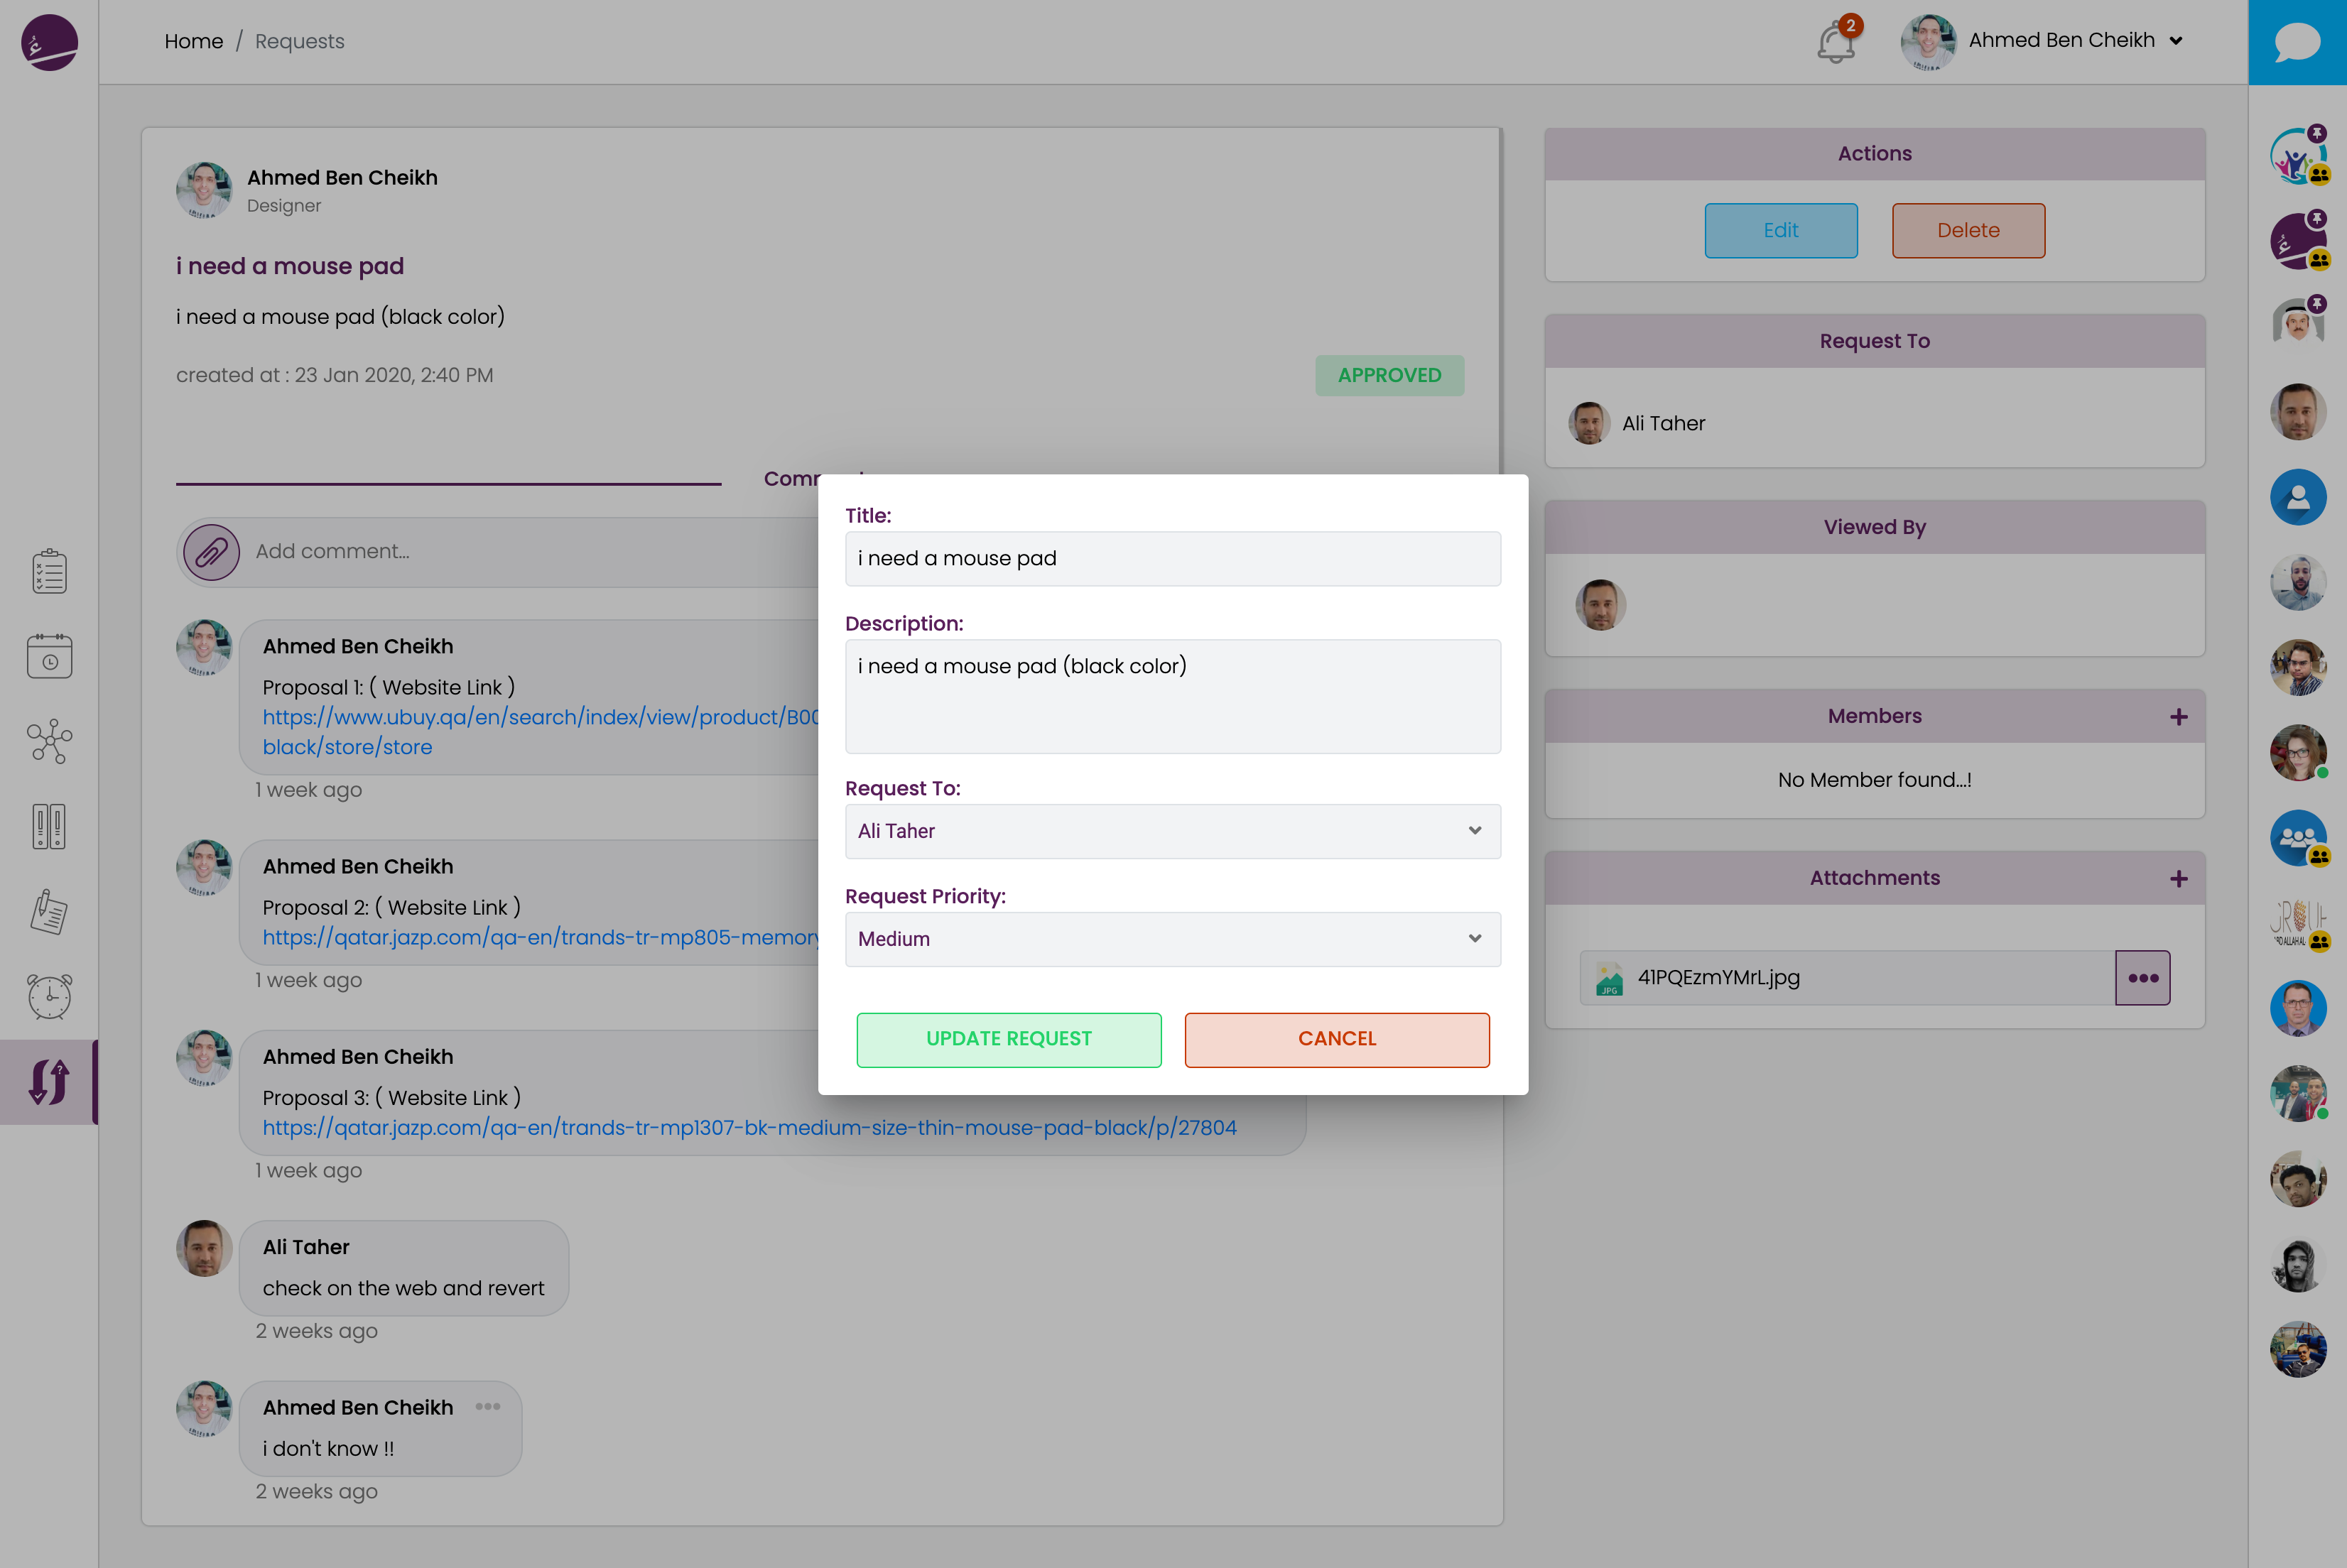 Home / Requests
2
Ahmed Ben Cheikh
Ahmed Ben Cheikh
Designer
i need a mouse pad
i need a mouse pad (black color)
created at : 23 Jan 2020, 2:40 PM
APPROVED
Add comment...
Ahmed Ben Cheikh
Proposal 1: ( Website Link )
https://www.ubuy.qa/en/search/index/view/product/B00
black/store/store
1 week ago
Ahmed Ben Cheikh
Proposal 2: ( Website Link )
https://qatar.jazp.com/qa-en/trands-tr-mp805-memory
1 week ago
Ahmed Ben Cheikh
Proposal 3: ( Website Link )
https://qatar.jazp.com/qa-en/trands-tr-mp1307-bk-medium-size-thin-mouse-pad-black/p/27804
1 week ago
Ali Taher
check on the web and revert
2 weeks ago
Ahmed Ben Cheikh
i don't know !!
2 weeks ago
Title:
i need a mouse pad
Description:
i need a mouse pad (black color)
Request To:
Ali Taher
Request Priority:
Medium
UPDATE REQUEST
CANCEL
Actions
Edit
Delete
Request To
Ali Taher
Viewed By
Members
No Member found...!
Attachments
JPG
41PQEzmYMrL.jpg